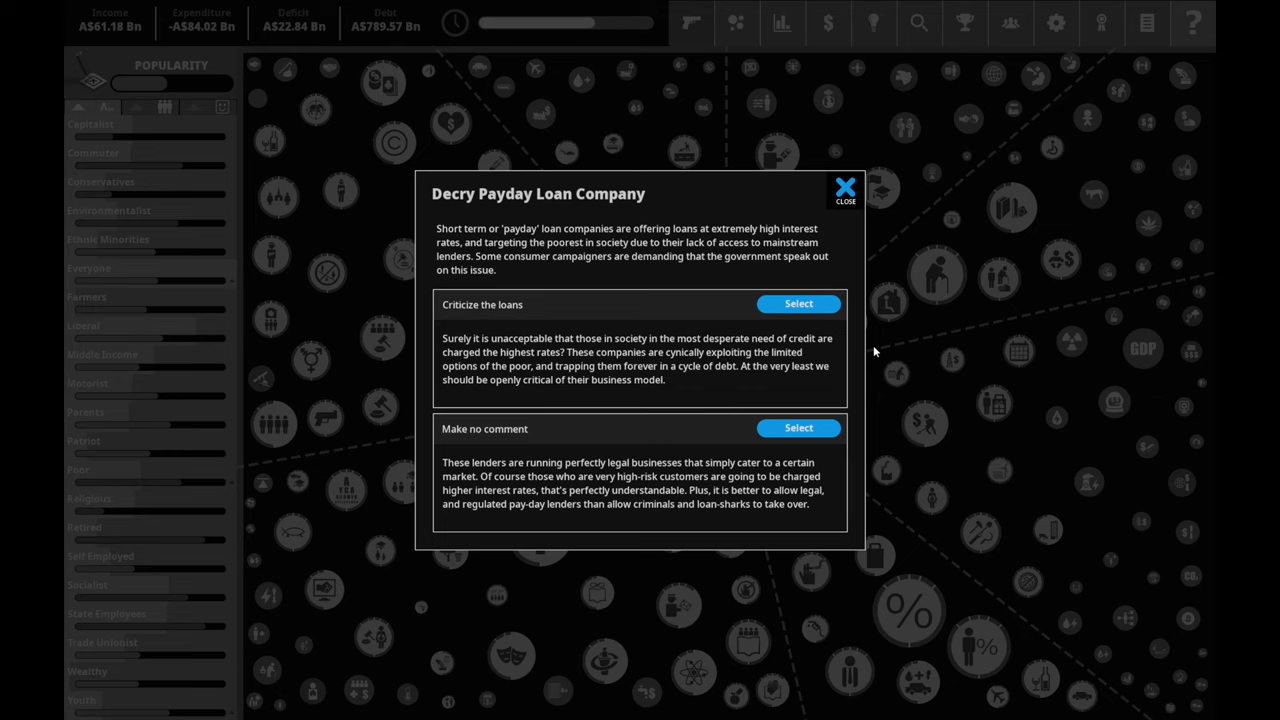 Income
A$61.18 Bn
Expenditure
-A$84.02 Bn
Deficit
A$22.84 Bn
Debt
A$789.57 Bn
POPULARITY
Capitalist
Commuter
Conservatives
Environmentalist
Ethnic Minorities
Everyone
Farmers
Liberal
Middle Income
Motorist
Parents
Patriot
Poor
Religious
Retired
Self Employed
Socialist
State Employees
Trade Unionist
Wealthy
Youth
Decry Payday Loan Company
CLOSE
Short term or 'payday' loan companies are offering loans at extremely high interest
rates, and targeting the poorest in society due to their lack of access to mainstream
lenders. Some consumer campaigners are demanding that the government speak out
on this issue.
Criticize the loans
Select
Surely it is unacceptable that those in society in the most desperate need of credit are
charged the highest rates? These companies are cynically exploiting the limited
options of the poor, and trapping them forever in a cycle of debt. At the very least we
should be openly critical of their business model.
Make no comment
Select
These lenders are running perfectly legal businesses that simply cater to a certain
market. Of course those who are very high-risk customers are going to be charged
higher interest rates, that's perfectly understandable. Plus, it is better to allow legal,
and regulated pay-day lenders than allow criminals and loan-sharks to take over.
GDP